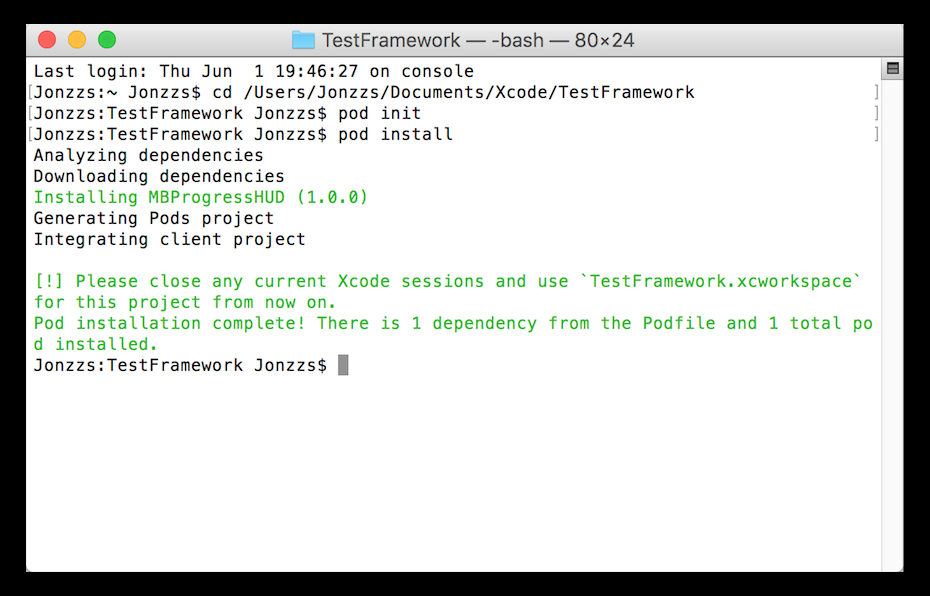 TestFramework — -bash — 80×24
Last login: Thu Jun  1 19:46:27 on console
[Jonzzs:~ Jonzzs$ cd /Users/Jonzzs/Documents/Xcode/TestFramework ]
[Jonzzs:TestFramework Jonzzs$ pod init ]
[Jonzzs:TestFramework Jonzzs$ pod install ]
Analyzing dependencies
Downloading dependencies
Installing MBProgressHUD (1.0.0)
Generating Pods project
Integrating client project
[!] Please close any current Xcode sessions and use `TestFramework.xcworkspace`
for this project from now on.
Pod installation complete! There is 1 dependency from the Podfile and 1 total po
d installed.
Jonzzs:TestFramework Jonzzs$